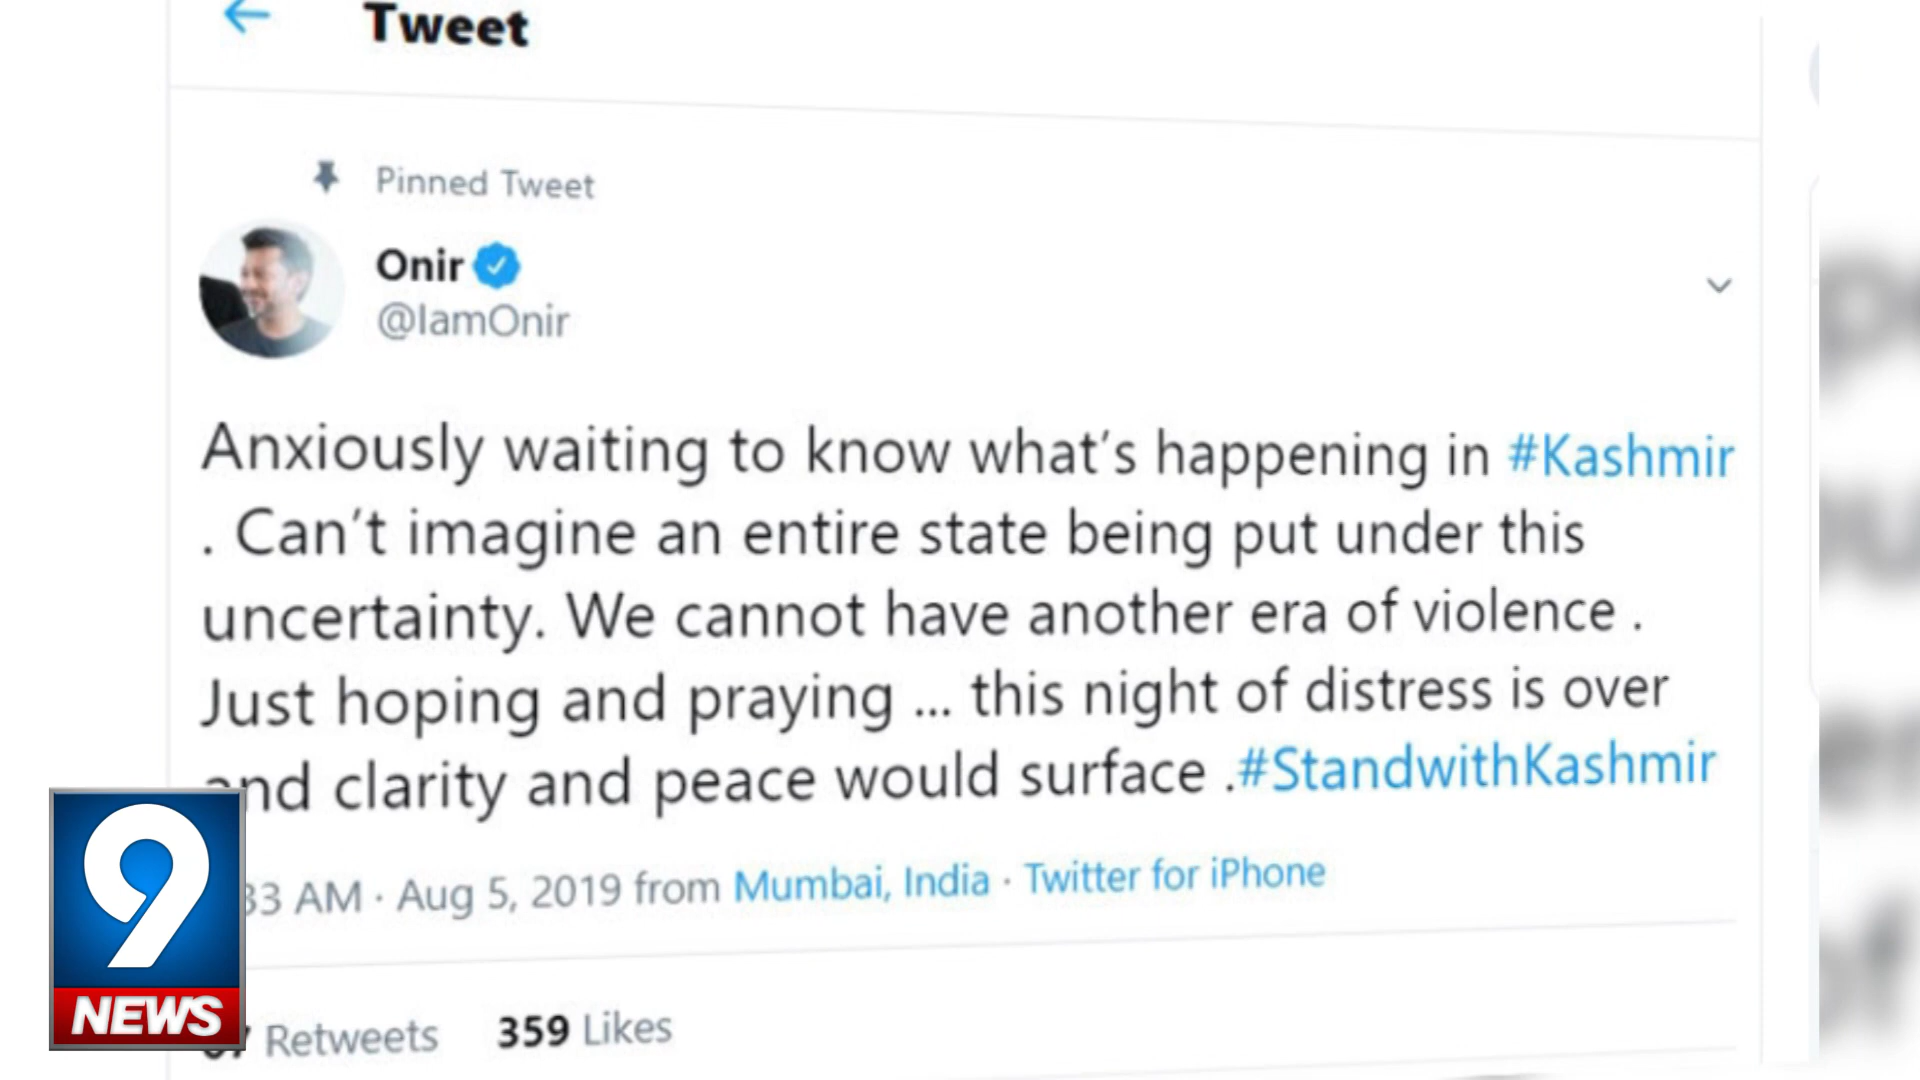 Tweet
Pinned Tweet
Onir
@IamOnir
Anxiously waiting to know what's happening in #Kashmir
. Can't imagine an entire state being put under this
uncertainty. We cannot have another era of violence .
Just hoping and praying ... this night of distress is over
and clarity and peace would surface .#StandwithKashmir
33 AM · Aug 5, 2019 from Mumbai, India · Twitter for iPhone
Retweets 359 Likes
9
NEWS